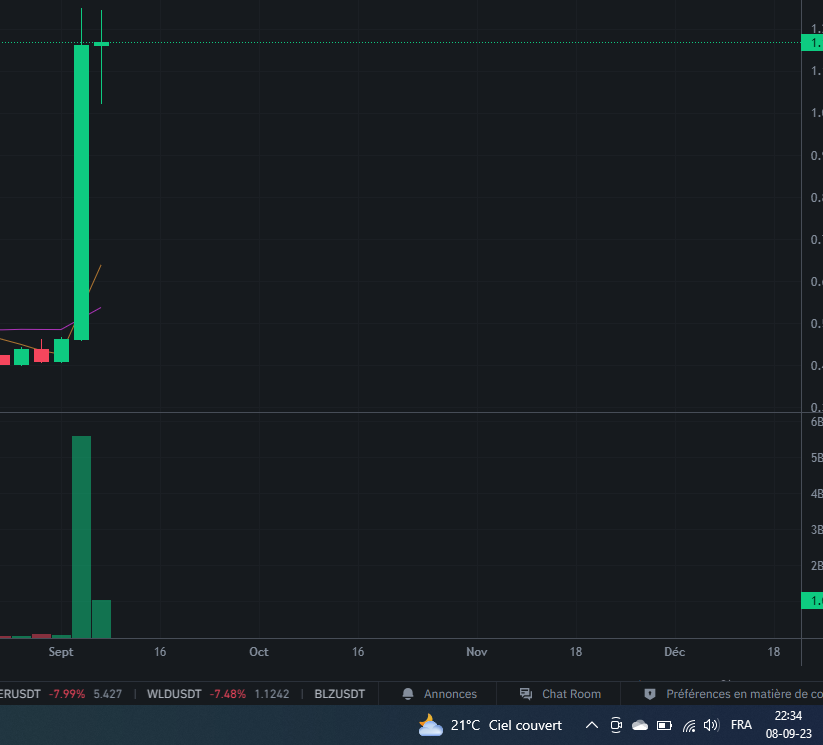 1.
1.
1.
1.
0.
0.
0.
0.
0.5
0.4
0.
6B
5B
4B
3B
2B
1.
Sept 16 Oct 16 Nov 18 Déc 18
ERUSDT -7.99% 5.427 WLDUSDT -7.48% 1.1242 BLZUSDT Annonces Chat Room Préférences en matière de co
21°C Ciel couvert FRA 22:34
08-09-23